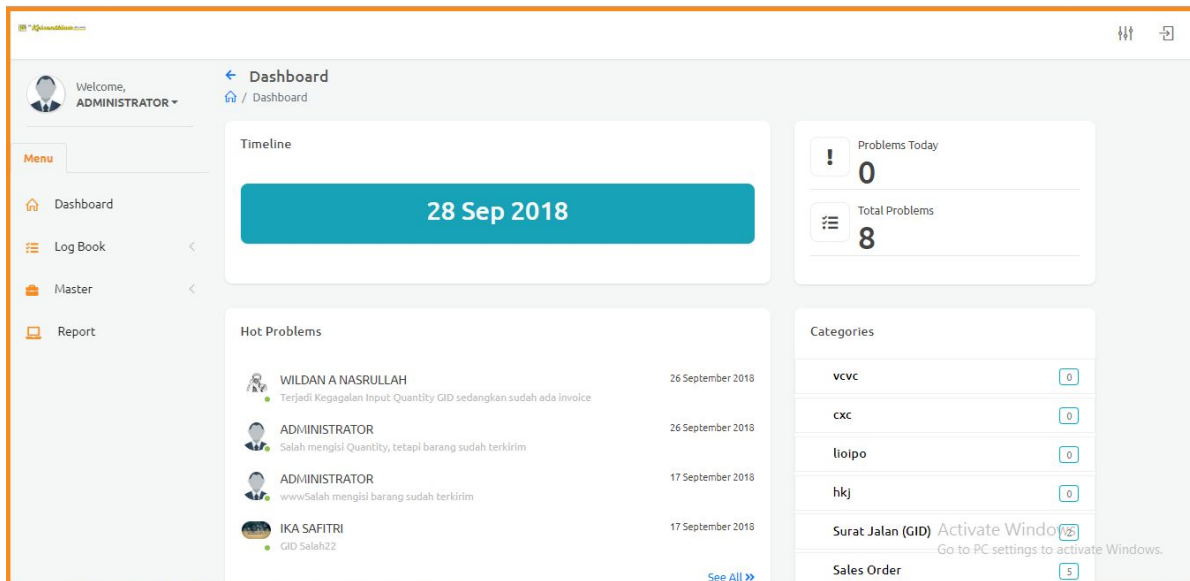 Welcome,
ADMINISTRATOR
Menu
Dashboard
Log Book
Master
Report
Dashboard
/ Dashboard
Timeline
28 Sep 2018
Problems Today
0
Total Problems
8
Hot Problems
WILDAN A NASRULLAH
26 September 2018
Terjadi Kegagalan Input Quantity GID sedangkan sudah ada invoice
ADMINISTRATOR
26 September 2018
Salah mengisi Quantity, tetapi barang sudah terkirim
ADMINISTRATOR
17 September 2018
wwwSalah mengisi barang sudah terkirim
IKA SAFITRI
17 September 2018
GID Salah22
See All »
Categories
vcvc 0
cxc 0
lioipo 0
hkj 0
Surat Jalan (GID) 2
Sales Order 5
Activate Windows
Go to PC settings to activate Windows.